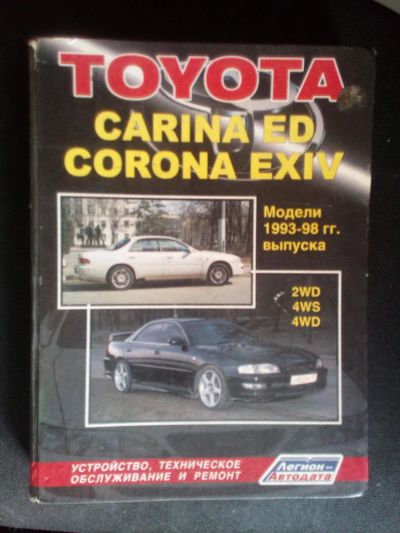 TOYOTA
CARINA ED
CORONA EXIV
Модели
1993-98 гг.
выпуска
2WD
4WS
4WD
УСТРОЙСТВО, ТЕХНИЧЕСКОЕ
ОБСЛУЖИВАНИЕ И РЕМОНТ
Легион-
Автодата